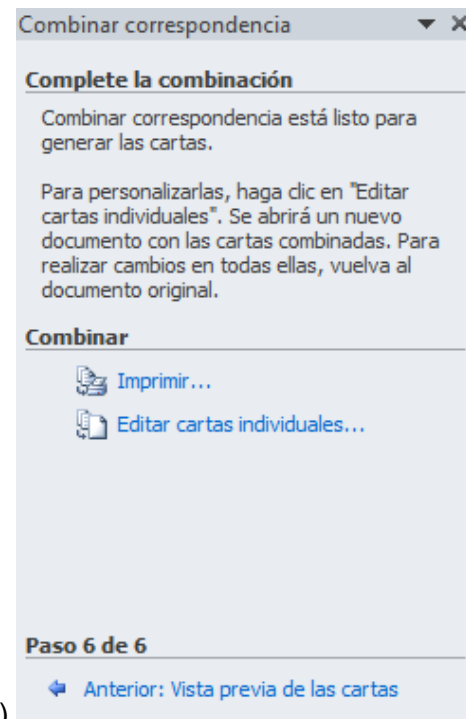 Combinar correspondencia
Complete la combinación
Combinar correspondencia está listo para
generar las cartas.
Para personalizarlas, haga clic en "Editar
cartas individuales". Se abrirá un nuevo
documento con las cartas combinadas. Para
realizar cambios en todas ellas, vuelva al
documento original.
Combinar
Imprimir...
Editar cartas individuales...
Paso 6 de 6
Anterior: Vista previa de las cartas
)